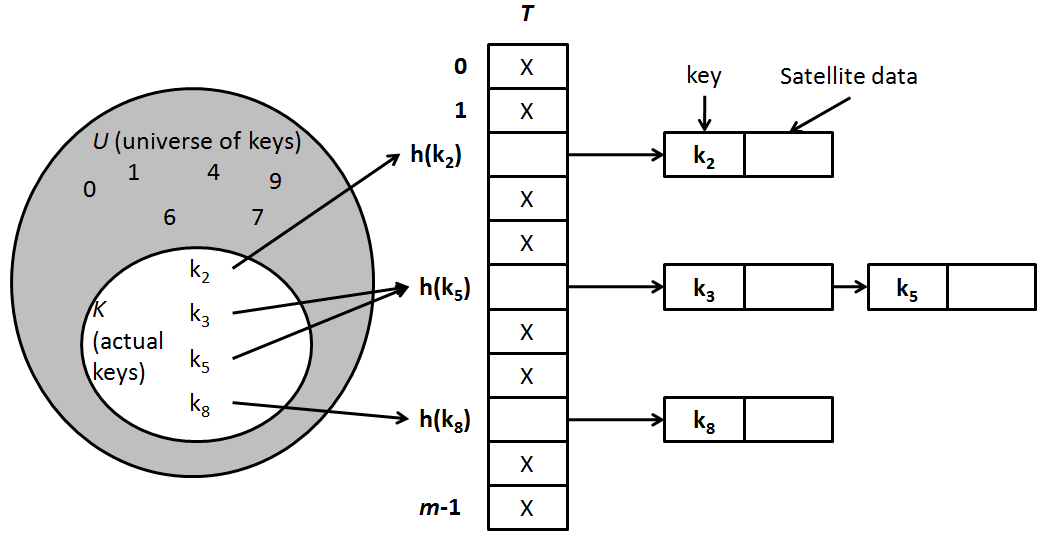 T
0 X
key Satellite data
1 X
U (universe of keys)
h(k₂) k₂
0 1 4 9
X
6 7
X
k₂
h(k₅) k₃ k₅
K k₃
X
(actual
k₅
keys)
X
k₈
h(k₈) k₈
X
m-1 X